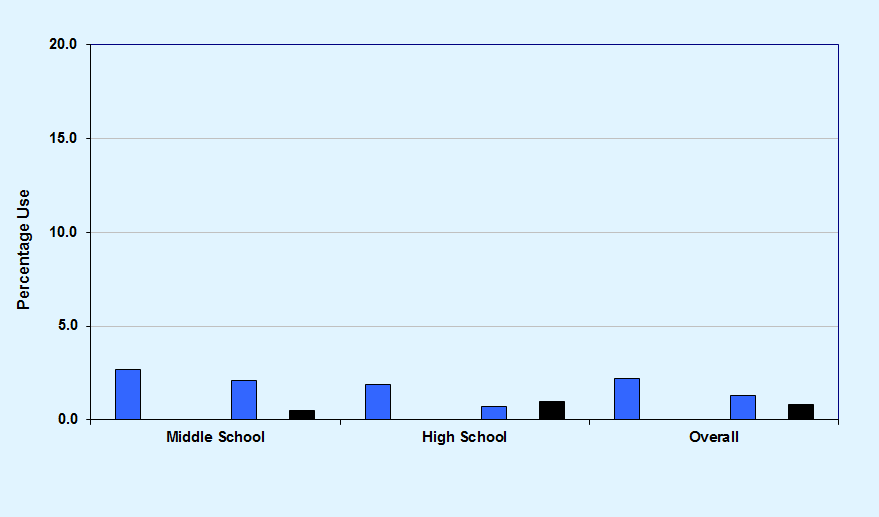 20.0
15.0
10.0
5.0
0.0
Percentage Use
Middle School
High School
Overall